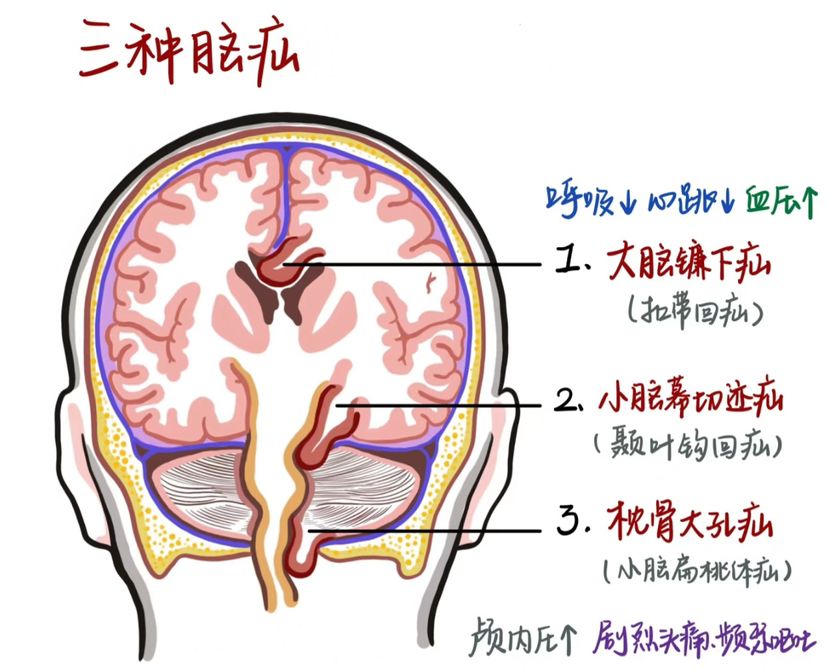 三种脑疝
呼吸↓ 心跳↓ 血压↑
1. 大脑镰下疝
(扣带回疝)
2. 小脑幕切迹疝
(颞叶钩回疝)
3. 枕骨大孔疝
(小脑扁桃体疝)
颅内压↑ 剧烈头痛、频繁呕吐